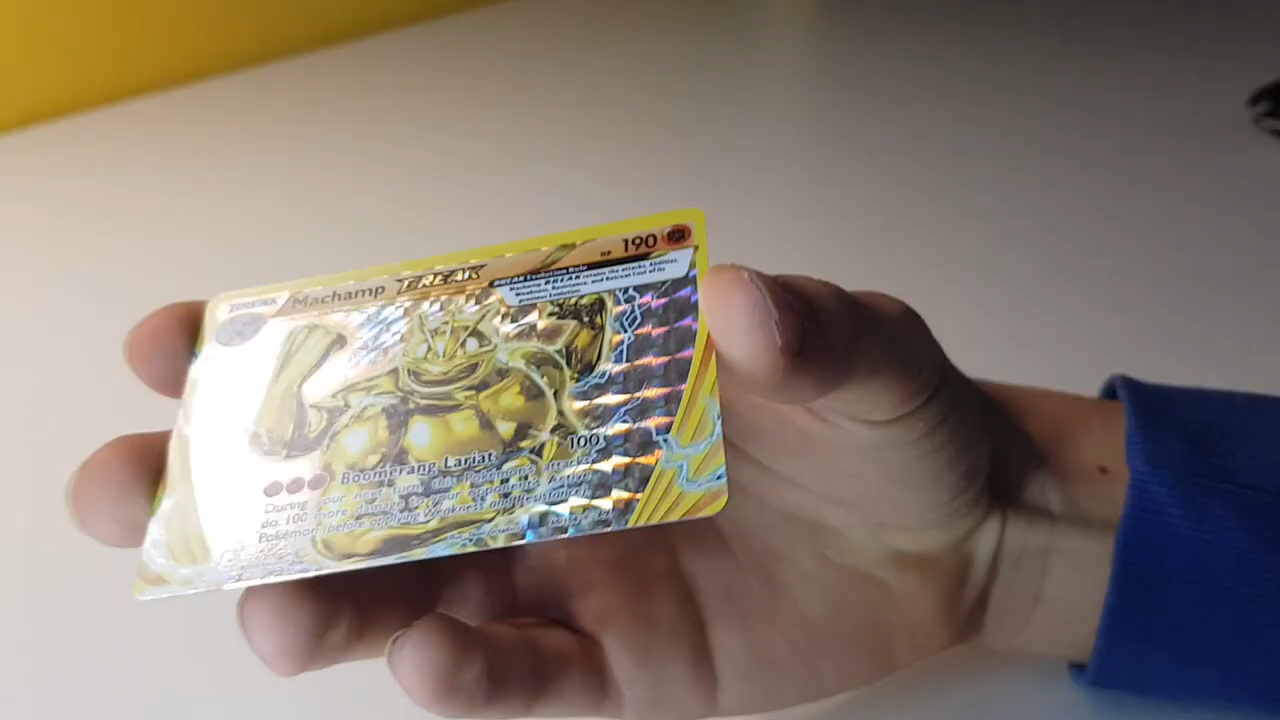 BREAK Machamp BREAK HP 190
BREAK Evolution Rule
Machamp BREAK retains the attacks, Abilities,
Weakness, Resistance, and Retreat Cost of its
previous Evolution.
Boomerang Lariat 100
During your next turn, this Pokémon's attacks
do 100 more damage to your opponent's Active
Pokémon (before applying Weakness and Resistance).